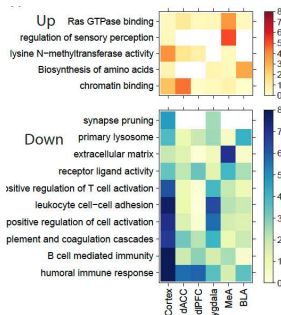 Up
Ras GTPase binding
regulation of sensory perception
lysine N-methyltransferase activity
Biosynthesis of amino acids
chromatin binding
8
7
6
5
4
3
2
1
0
Down
synapse pruning
primary lysosome
extracellular matrix
receptor ligand activity
ositive regulation of T cell activation
leukocyte cell-cell adhesion
positive regulation of cell activation
plement and coagulation cascades
B cell mediated immunity
humoral immune response
8
7
6
5
4
3
2
1
0
Cortex
dACC
dlPFC
ygdala
MeA
BLA